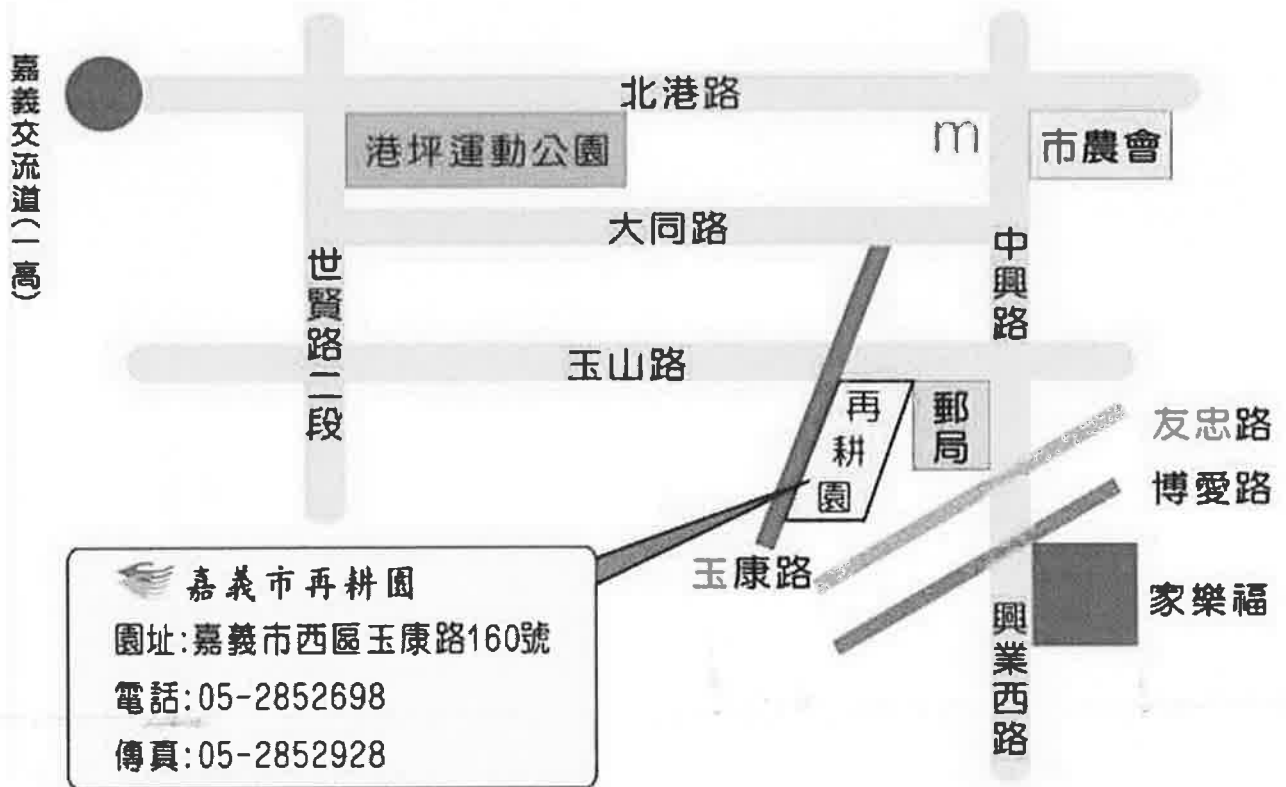 嘉義交流道(一高)
北港路
港坪運動公園
m
市農會
大同路
世賢路二段
中興路
玉山路
再耕園
郵局
友忠路
博愛路
玉康路
家樂福
興業西路
嘉義市再耕園
園址:嘉義市西區玉康路160號
電話:05-2852698
傳真:05-2852928